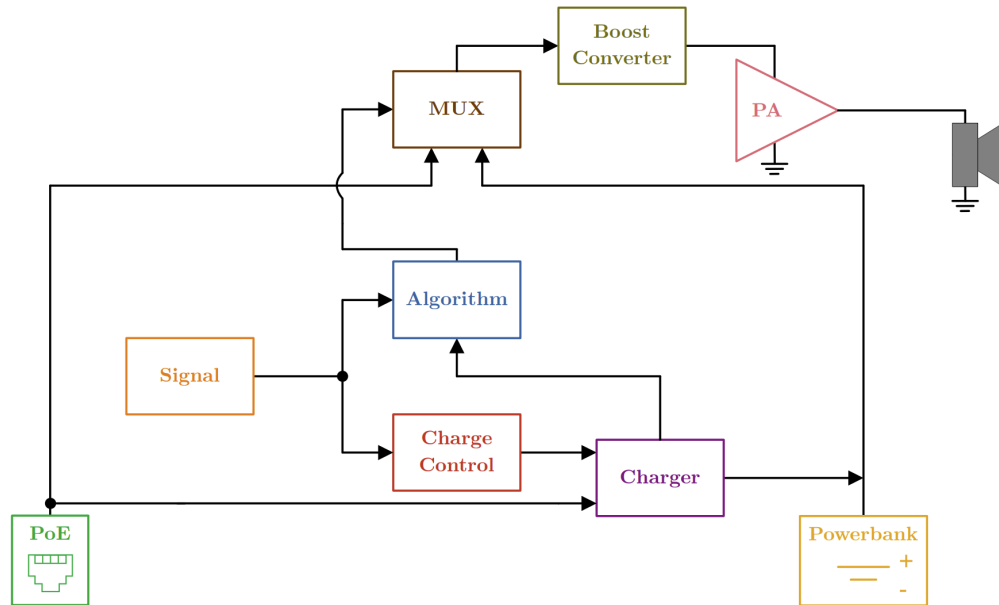 Boost
Converter
MUX
PA
Algorithm
Signal
Charge
Control
Charger
PoE
Powerbank
+
-